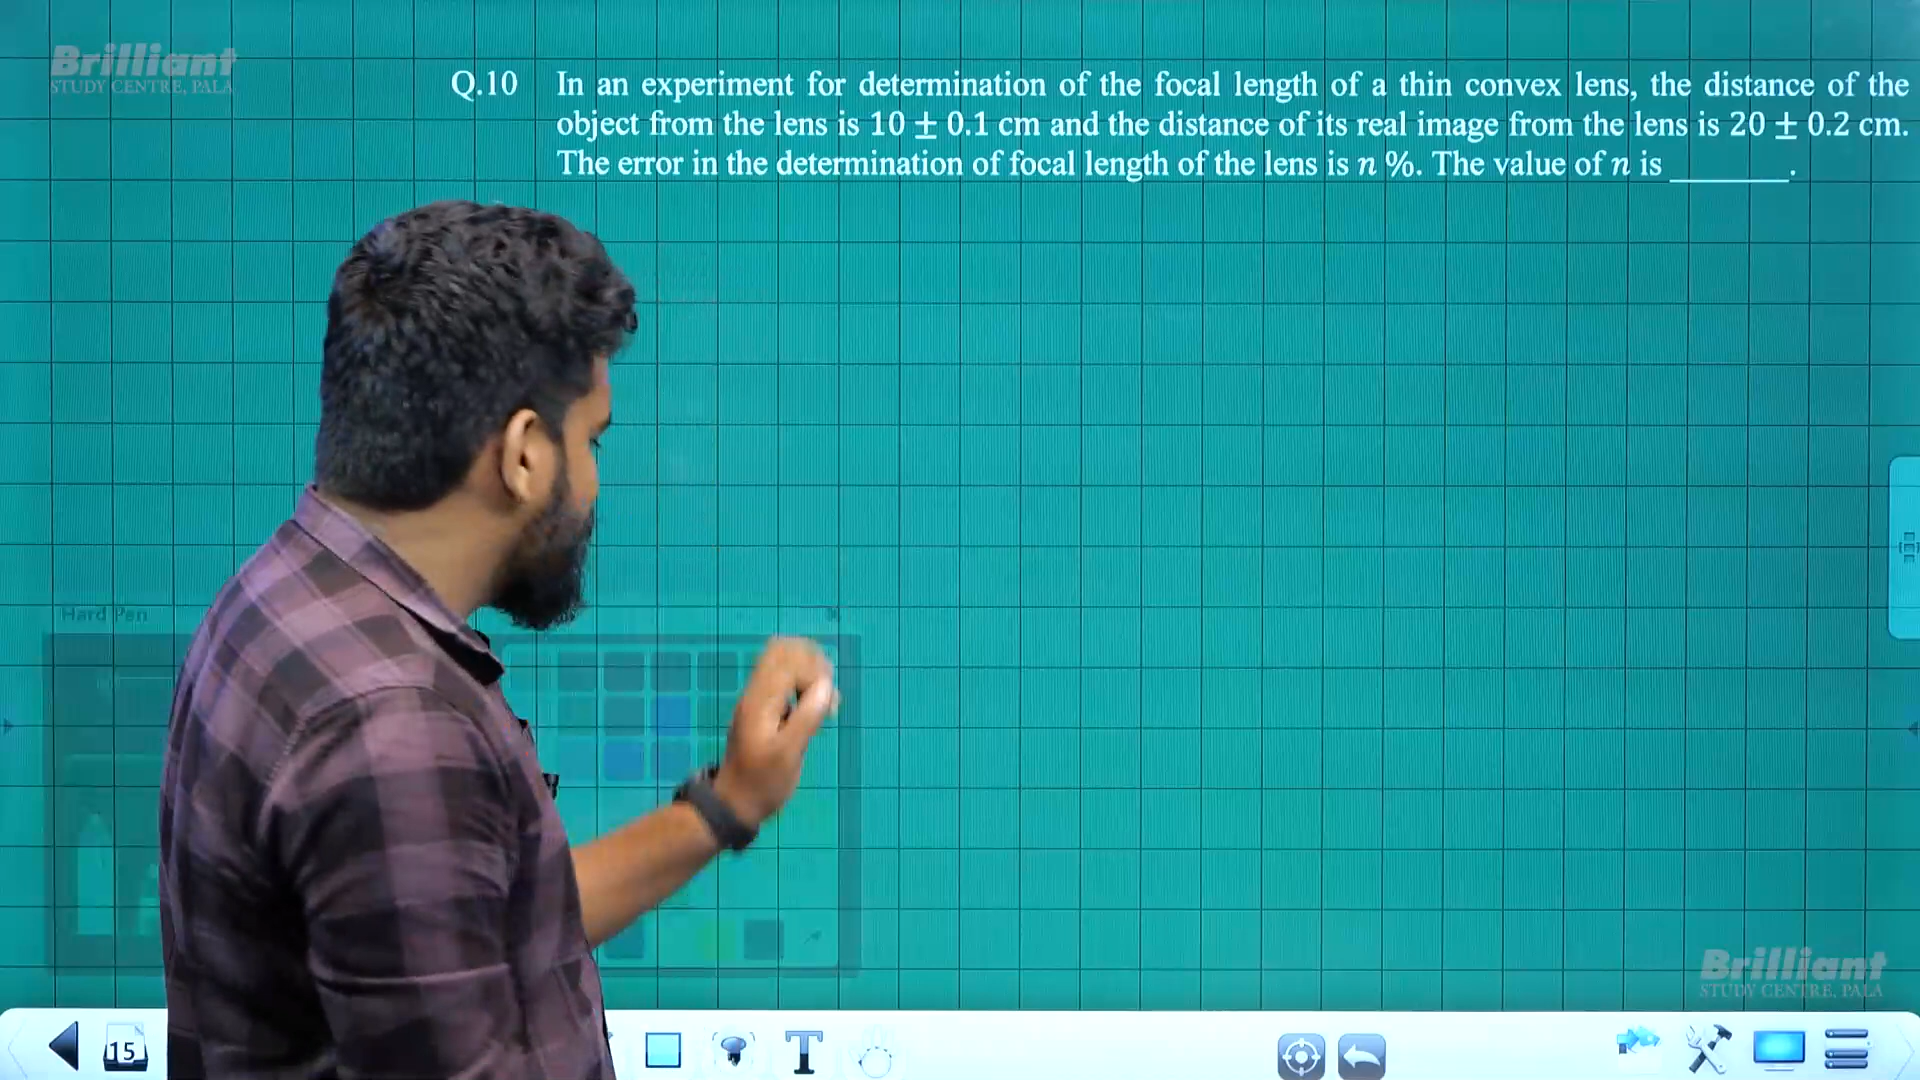 Brilliant
STUDY CENTRE, PALA
Q.10 In an experiment for determination of the focal length of a thin convex lens, the distance of the
object from the lens is 10 ± 0.1 cm and the distance of its real image from the lens is 20 ± 0.2 cm.
The error in the determination of focal length of the lens is n %. The value of n is ________.
Hard Pen
Brilliant
STUDY CENTRE, PALA
15
T